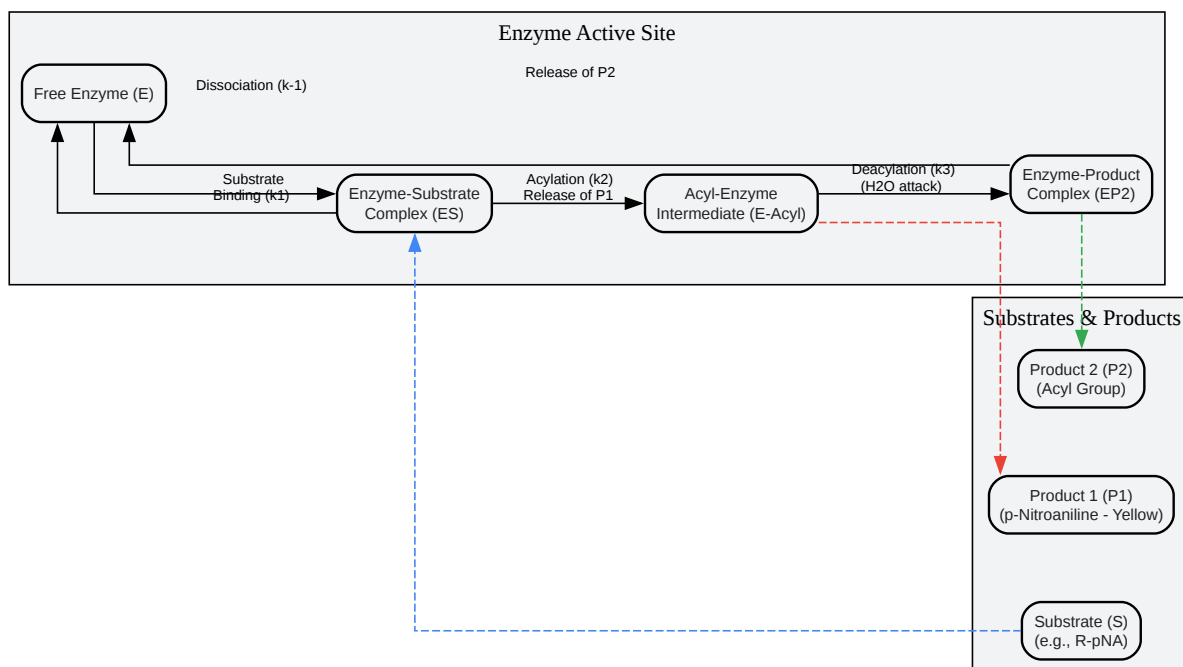 Enzyme Active Site
Free Enzyme (E)
Dissociation (k-1)
Release of P2
Substrate
Binding (k1)
Enzyme-Substrate
Complex (ES)
Acylation (k2)
Release of P1
Acyl-Enzyme
Intermediate (E-Acyl)
Deacylation (k3)
(H2O attack)
Enzyme-Product
Complex (EP2)
Substrates & Products
Product 2 (P2)
(Acyl Group)
Product 1 (P1)
(p-Nitroaniline - Yellow)
Substrate (S)
(e.g., R-pNA)